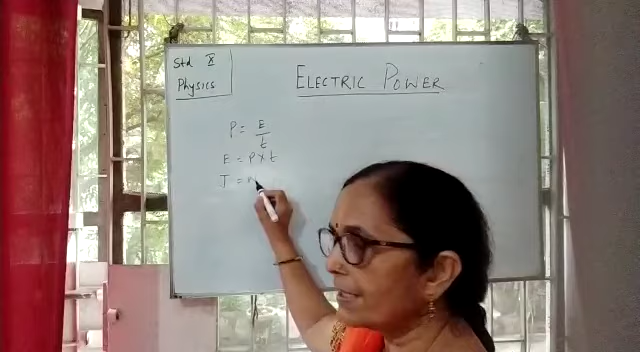 Std X
Physics
ELECTRIC POWER
P = E
t
E = P X t
J =